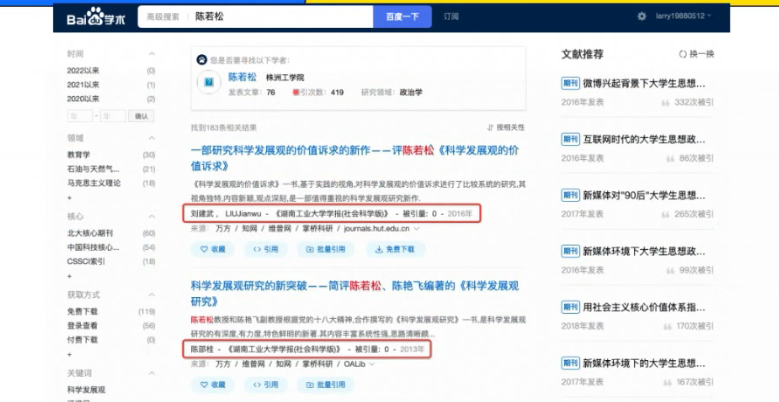 Bai 学术 高级搜索 陈若松 百度一下 订阅 larry19880512
时间
2022以来 (0)
2021以来 (1)
2020以来 (2)
年 - 年 确认
领域
教育学 (30)
石油与天然气... (21)
马克思主义理论 (18)
+
核心
北大核心期刊 (60)
中国科技核心... (54)
CSSCI索引 (18)
+
获取方式
免费下载 (119)
登录查看 (56)
付费下载 (0)
+
关键词
科学发展观
您是否要寻找以下学者:
陈若松 株洲工学院
发表文章: 76 被引次数: 419 研究领域: 政治学
找到183条相关结果 按相关性
一部研究科学发展观的价值诉求的新作——评陈若松《科学发展观的价
值诉求》
《科学发展观的价值诉求》一书,基于实践的视角,对科学发展观的价值诉求进行了比较系统的研究,其
视角独特,内容新颖,观点深刻,是一部值得重视的科学发展观研究新作.
刘建武, LIUJianwu - 《湖南工业大学学报(社会科学版)》 - 被引量: 0 - 2016年
来源: 万方 / 知网 / 维普网 / 掌桥科研 / journals.hut.edu.cn
收藏 <> 引用 批量引用 免费下载
科学发展观研究的新突破——简评陈若松、陈艳飞编著的《科学发展观
研究》
陈若松教授和陈艳飞副教授根据党的十八大精神,合作撰写的《科学发展观研究》一书,是科学发展观
研究的有深度,有力度,特色鲜明的新著.其内容丰富系统性强,思路清晰颇...
陈邵桂 - 《湖南工业大学学报(社会科学版)》 - 被引量: 0 - 2013年
来源: 万方 / 维普网 / 知网 / 掌桥科研 / OALib
收藏 <> 引用 批量引用
文献推荐 换一换
期刊 微博兴起背景下大学生思想...
2016年发表 332次被引
期刊 互联网时代的大学生思想政...
2016年发表 86次被引
期刊 新媒体对"90后"大学生思想...
2017年发表 265次被引
期刊 新媒体环境下大学生思想政...
2016年发表 99次被引
期刊 用社会主义核心价值体系指...
2018年发表 170次被引
期刊 新媒体环境下的大学生思想...
2017年发表 167次被引